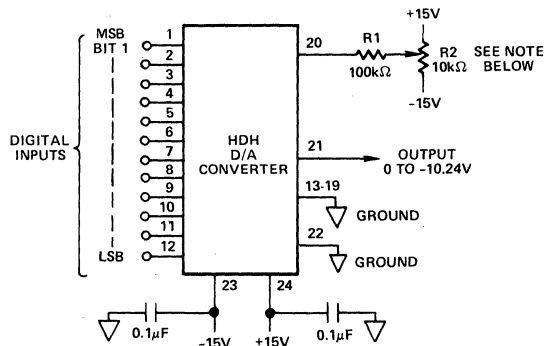 MSB
BIT 1
LSB
DIGITAL
INPUTS
1
2
3
4
5
6
7
8
9
10
11
12
HDH
D/A
CONVERTER
20
R1
100kΩ
+15V
R2
10kΩ
-15V
SEE NOTE
BELOW
21
OUTPUT
0 TO -10.24V
13-19
GROUND
22
GROUND
23
24
0.1µF
-15V
+15V
0.1µF